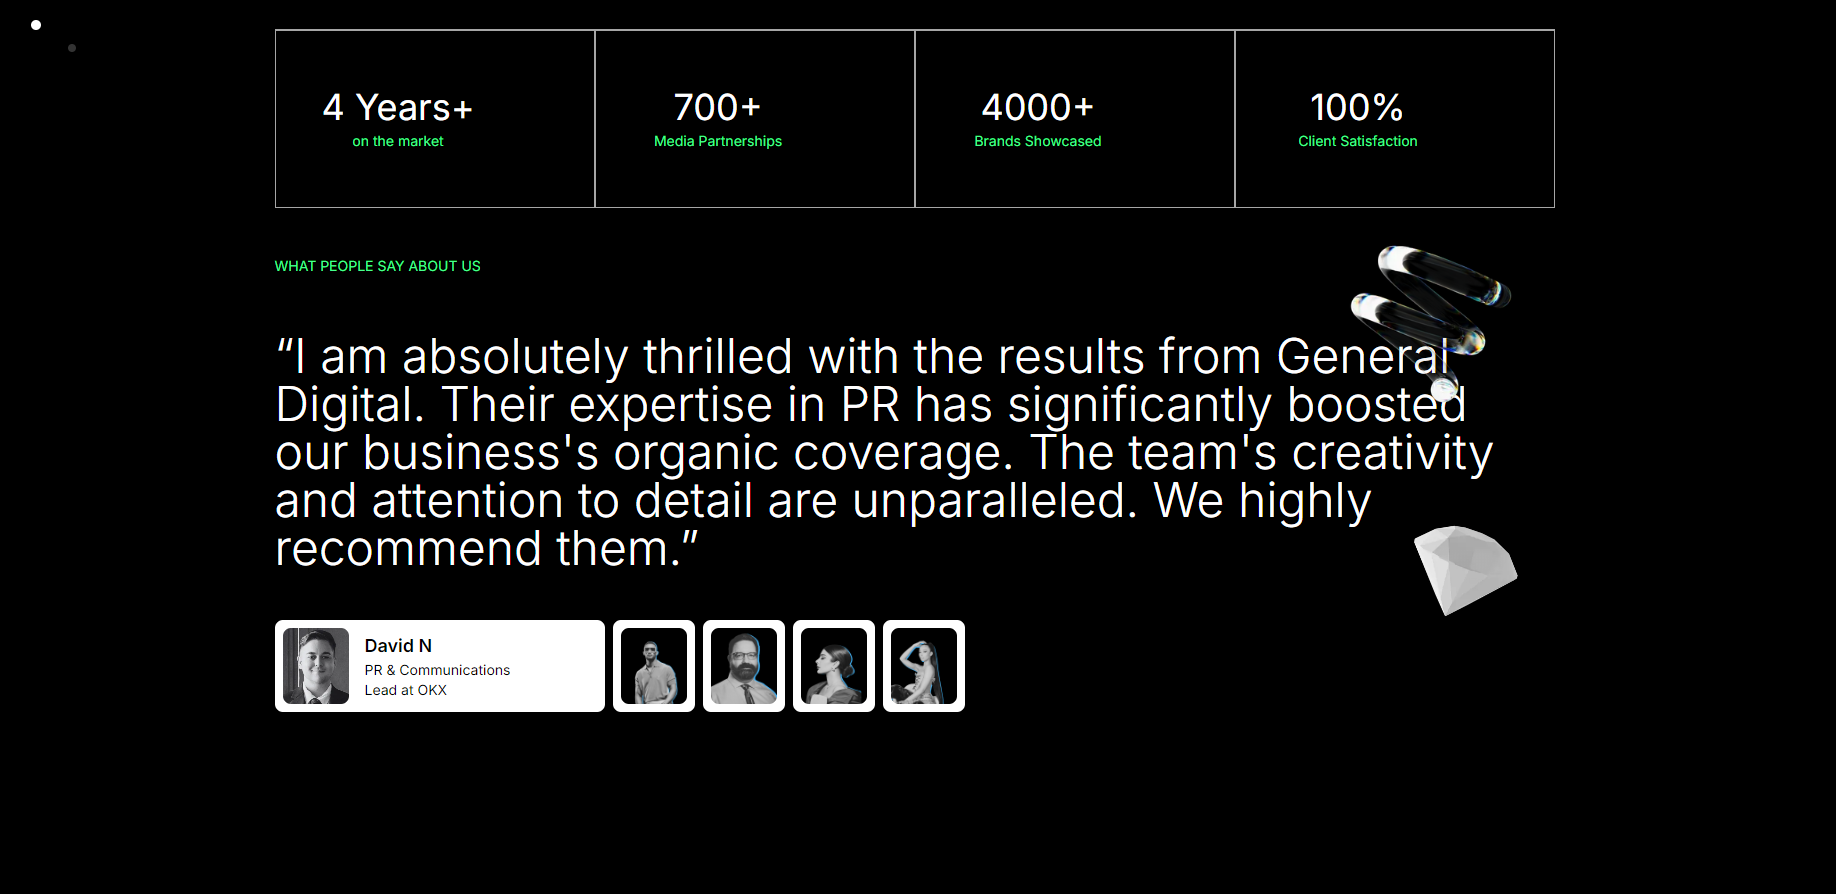 4 Years+
on the market
700+
Media Partnerships
4000+
Brands Showcased
100%
Client Satisfaction
WHAT PEOPLE SAY ABOUT US
“I am absolutely thrilled with the results from General
Digital. Their expertise in PR has significantly boosted
our business's organic coverage. The team's creativity
and attention to detail are unparalleled. We highly
recommend them.”
David N
PR & Communications
Lead at OKX